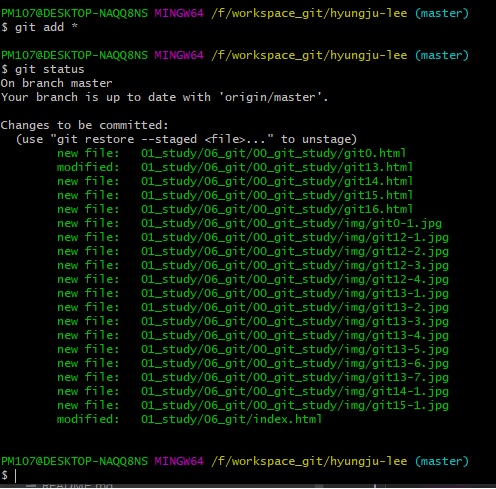 PM107@DESKTOP-NAQQ8NS MINGW64 /f/workspace_git/hyungju-lee (master)
$ git add *
PM107@DESKTOP-NAQQ8NS MINGW64 /f/workspace_git/hyungju-lee (master)
$ git status
On branch master
Your branch is up to date with 'origin/master'.
Changes to be committed:
(use "git restore --staged <file>..." to unstage)
new file: 01_study/06_git/00_git_study/git0.html
modified: 01_study/06_git/00_git_study/git13.html
new file: 01_study/06_git/00_git_study/git14.html
new file: 01_study/06_git/00_git_study/git15.html
new file: 01_study/06_git/00_git_study/git16.html
new file: 01_study/06_git/00_git_study/img/git0-1.jpg
new file: 01_study/06_git/00_git_study/img/git12-1.jpg
new file: 01_study/06_git/00_git_study/img/git12-2.jpg
new file: 01_study/06_git/00_git_study/img/git12-3.jpg
new file: 01_study/06_git/00_git_study/img/git12-4.jpg
new file: 01_study/06_git/00_git_study/img/git13-1.jpg
new file: 01_study/06_git/00_git_study/img/git13-2.jpg
new file: 01_study/06_git/00_git_study/img/git13-3.jpg
new file: 01_study/06_git/00_git_study/img/git13-4.jpg
new file: 01_study/06_git/00_git_study/img/git13-5.jpg
new file: 01_study/06_git/00_git_study/img/git13-6.jpg
new file: 01_study/06_git/00_git_study/img/git13-7.jpg
new file: 01_study/06_git/00_git_study/img/git14-1.jpg
new file: 01_study/06_git/00_git_study/img/git15-1.jpg
modified: 01_study/06_git/index.html
PM107@DESKTOP-NAQQ8NS MINGW64 /f/workspace_git/hyungju-lee (master)
$